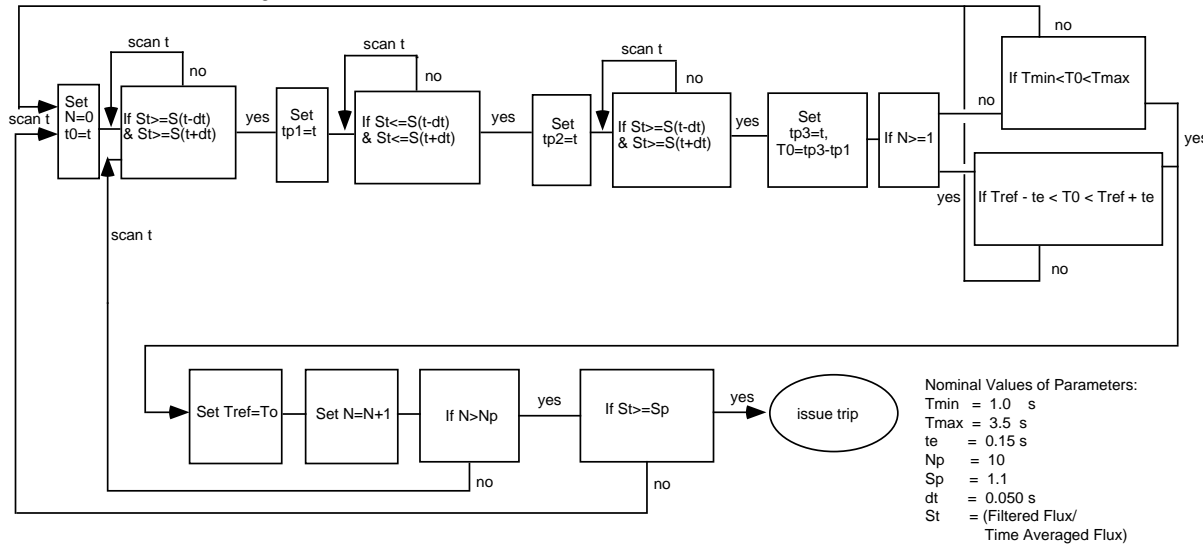 no
no
scan t
scan t
scan t
no
no
no
If Tmin<T0<Tmax
Set
N=0
t0=t
If St>=S(t-dt)
& St>=S(t+dt)
yes
Set
tp1=t
If St<=S(t-dt)
& St<=S(t+dt)
yes
Set
tp2=t
If St>=S(t-dt)
& St>=S(t+dt)
yes
Set
tp3=t,
T0=tp3-tp1
If N>=1
no
yes
scan t
yes
If Tref - te < T0 < Tref + te
scan t
no
Set Tref=To
Set N=N+1
If N>Np
yes
If St>=Sp
yes
issue trip
no
no
Nominal Values of Parameters:
Tmin = 1.0 s
Tmax = 3.5 s
te = 0.15 s
Np = 10
Sp = 1.1
dt = 0.050 s
St = (Filtered Flux/
Time Averaged Flux)